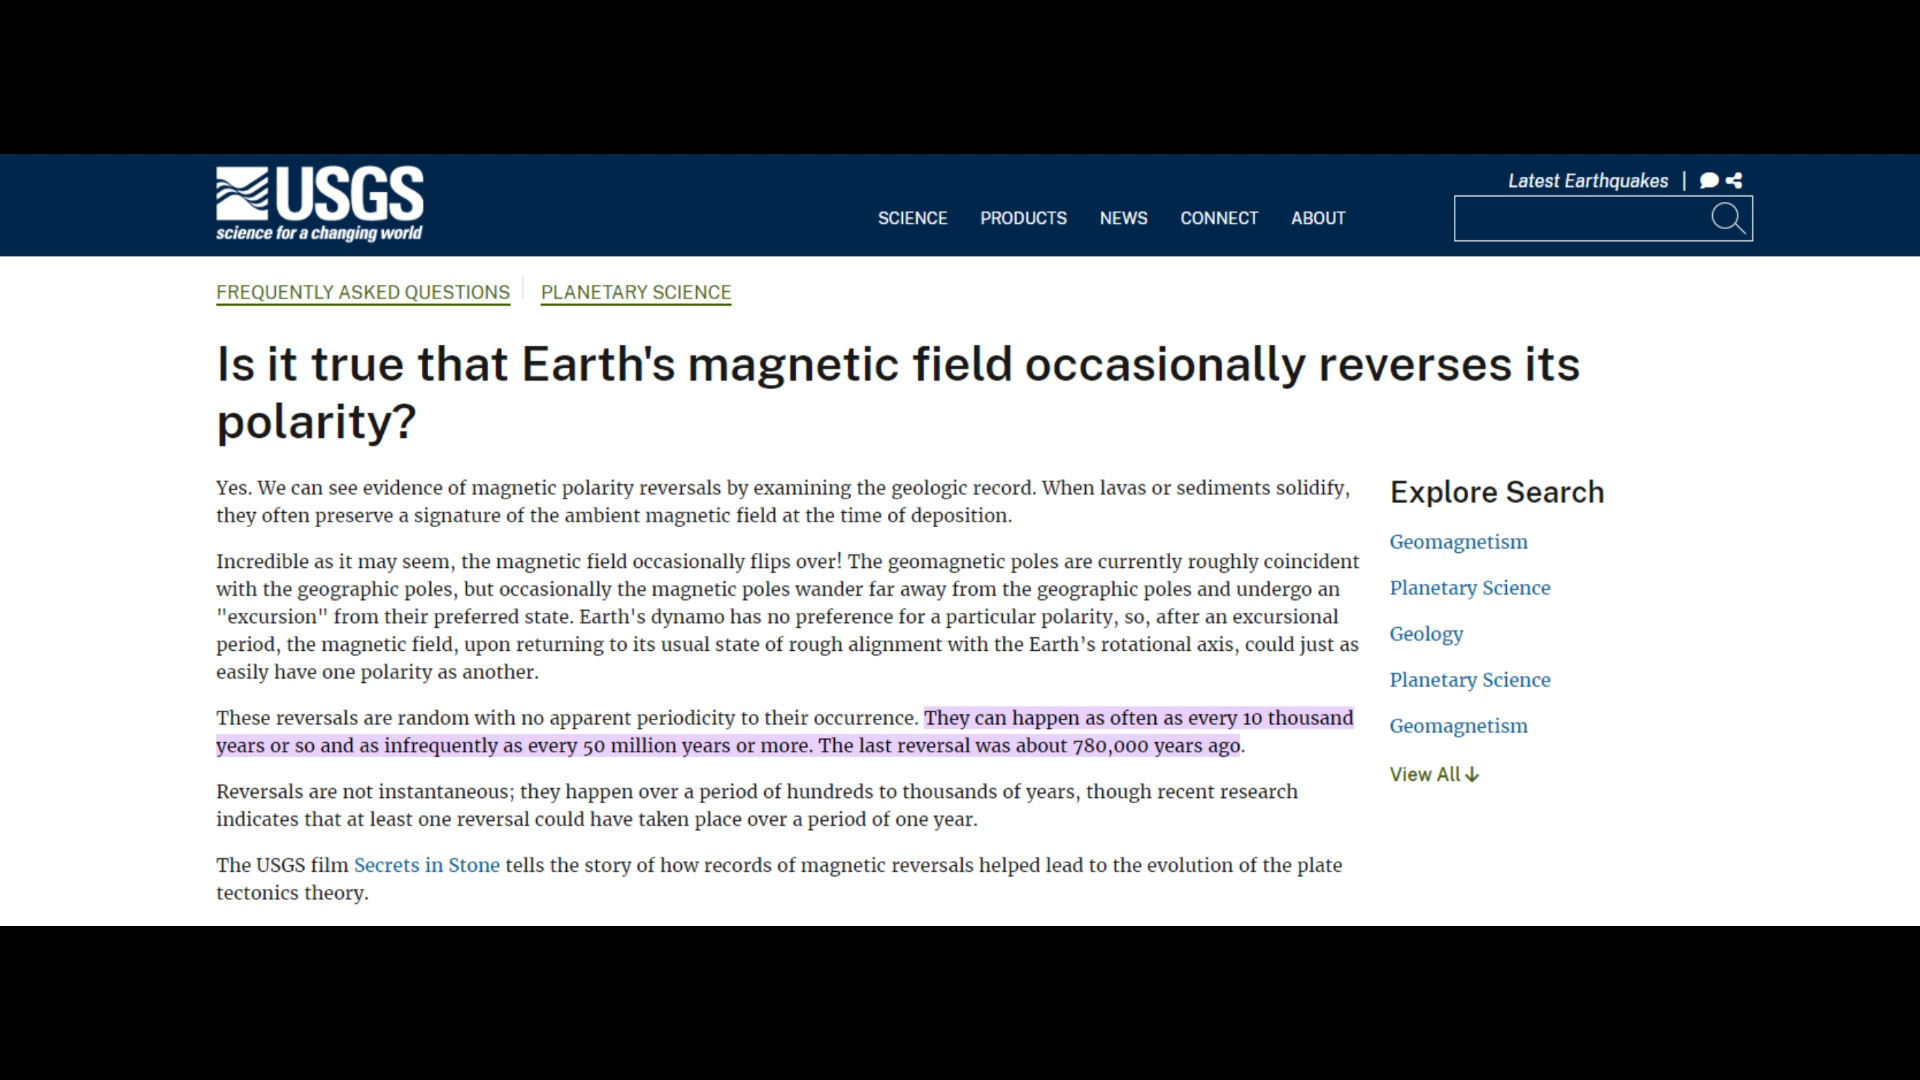 USGS
science for a changing world
Latest Earthquakes |
SCIENCE PRODUCTS NEWS CONNECT ABOUT
FREQUENTLY ASKED QUESTIONS PLANETARY SCIENCE
Is it true that Earth's magnetic field occasionally reverses its
polarity?
Yes. We can see evidence of magnetic polarity reversals by examining the geologic record. When lavas or sediments solidify,
they often preserve a signature of the ambient magnetic field at the time of deposition.
Incredible as it may seem, the magnetic field occasionally flips over! The geomagnetic poles are currently roughly coincident
with the geographic poles, but occasionally the magnetic poles wander far away from the geographic poles and undergo an
"excursion" from their preferred state. Earth's dynamo has no preference for a particular polarity, so, after an excursional
period, the magnetic field, upon returning to its usual state of rough alignment with the Earth’s rotational axis, could just as
easily have one polarity as another.
These reversals are random with no apparent periodicity to their occurrence. They can happen as often as every 10 thousand
years or so and as infrequently as every 50 million years or more. The last reversal was about 780,000 years ago.
Reversals are not instantaneous; they happen over a period of hundreds to thousands of years, though recent research
indicates that at least one reversal could have taken place over a period of one year.
The USGS film Secrets in Stone tells the story of how records of magnetic reversals helped lead to the evolution of the plate
tectonics theory.
Explore Search
Geomagnetism
Planetary Science
Geology
Planetary Science
Geomagnetism
View All